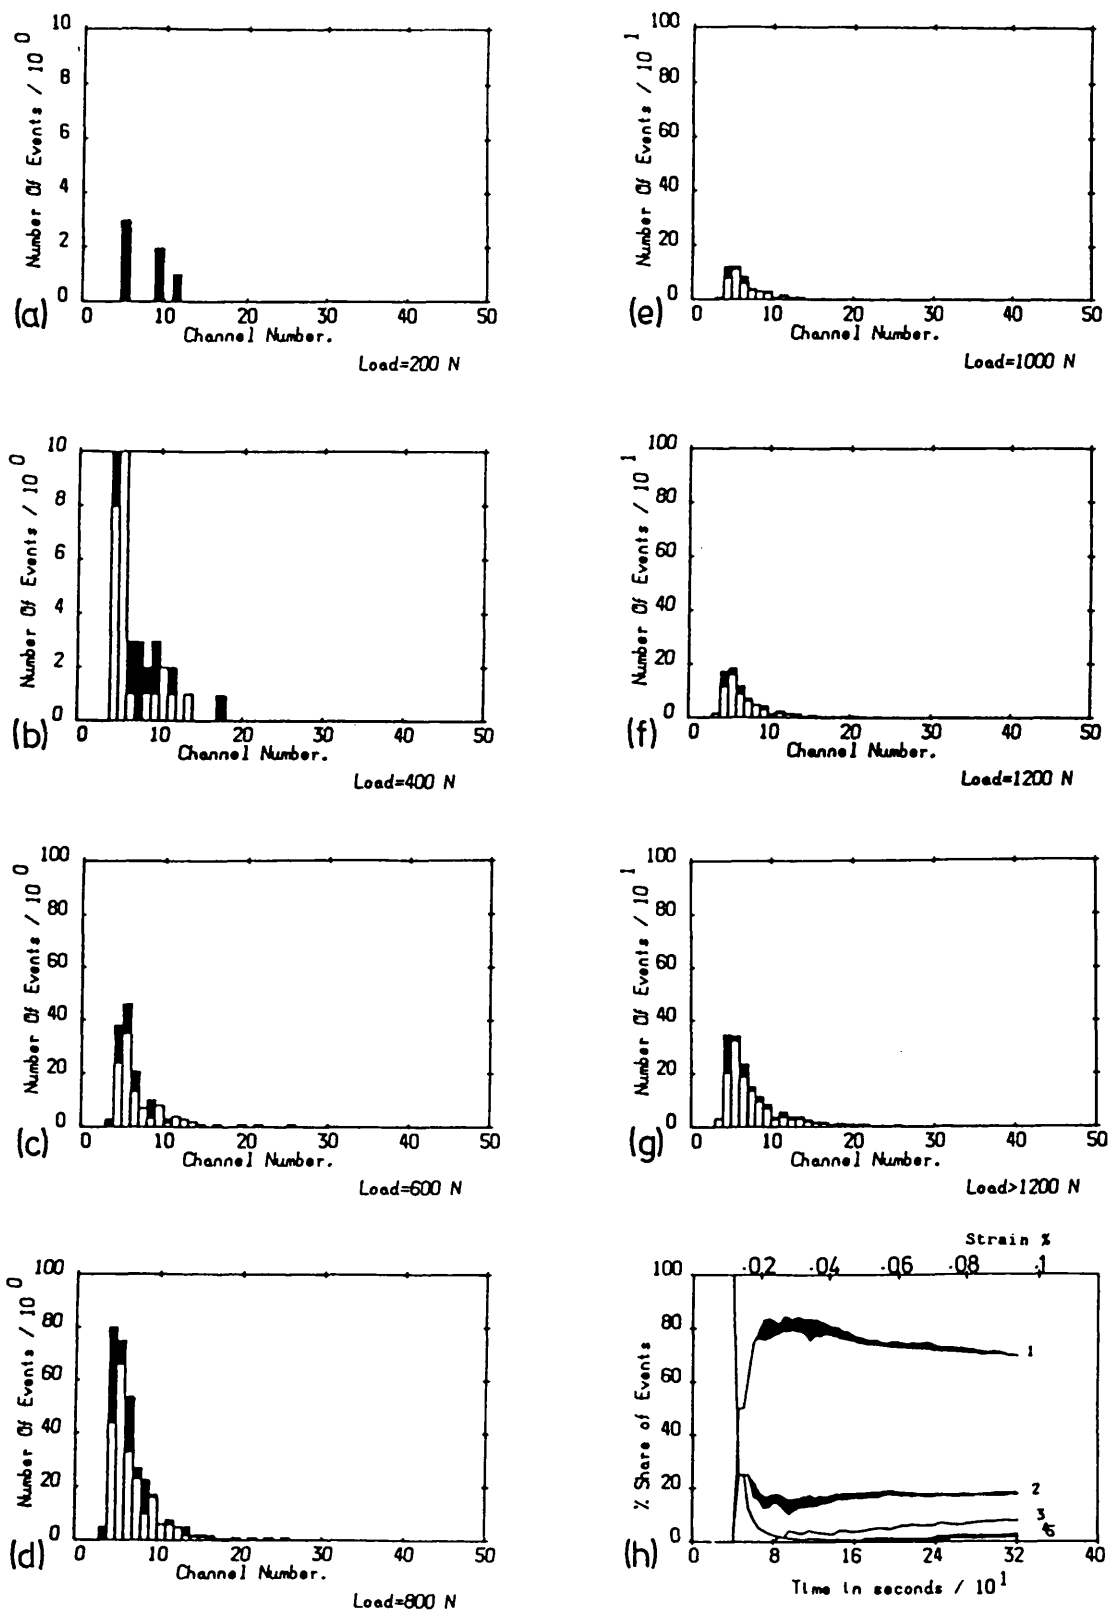 10
8
6
4
2
0
Number Of Events / 10 0
(a)
0 10 20 30 40 50
Channel Number.
Load=200 N
10
8
6
4
2
0
Number Of Events / 10 0
(b)
0 10 20 30 40 50
Channel Number.
Load=400 N
100
80
60
40
20
0
Number Of Events / 10 0
(c)
0 10 20 30 40 50
Channel Number.
Load=600 N
100
80
60
40
20
0
Number Of Events / 10 0
(d)
0 10 20 30 40 50
Channel Number.
Load=800 N
100
80
60
40
20
0
Number Of Events / 10 1
(e)
0 10 20 30 40 50
Channel Number.
Load=1000 N
100
80
60
40
20
0
Number Of Events / 10 1
(f)
0 10 20 30 40 50
Channel Number.
Load=1200 N
100
80
60
40
20
0
Number Of Events / 10 1
(g)
0 10 20 30 40 50
Channel Number.
Load>1200 N
Strain %
.02 .04 .06 .08 .1
100
80
60
40
20
0
% Share of Events
1
2
3
45
(h)
0 8 16 24 32 40
Time in seconds / 10 1